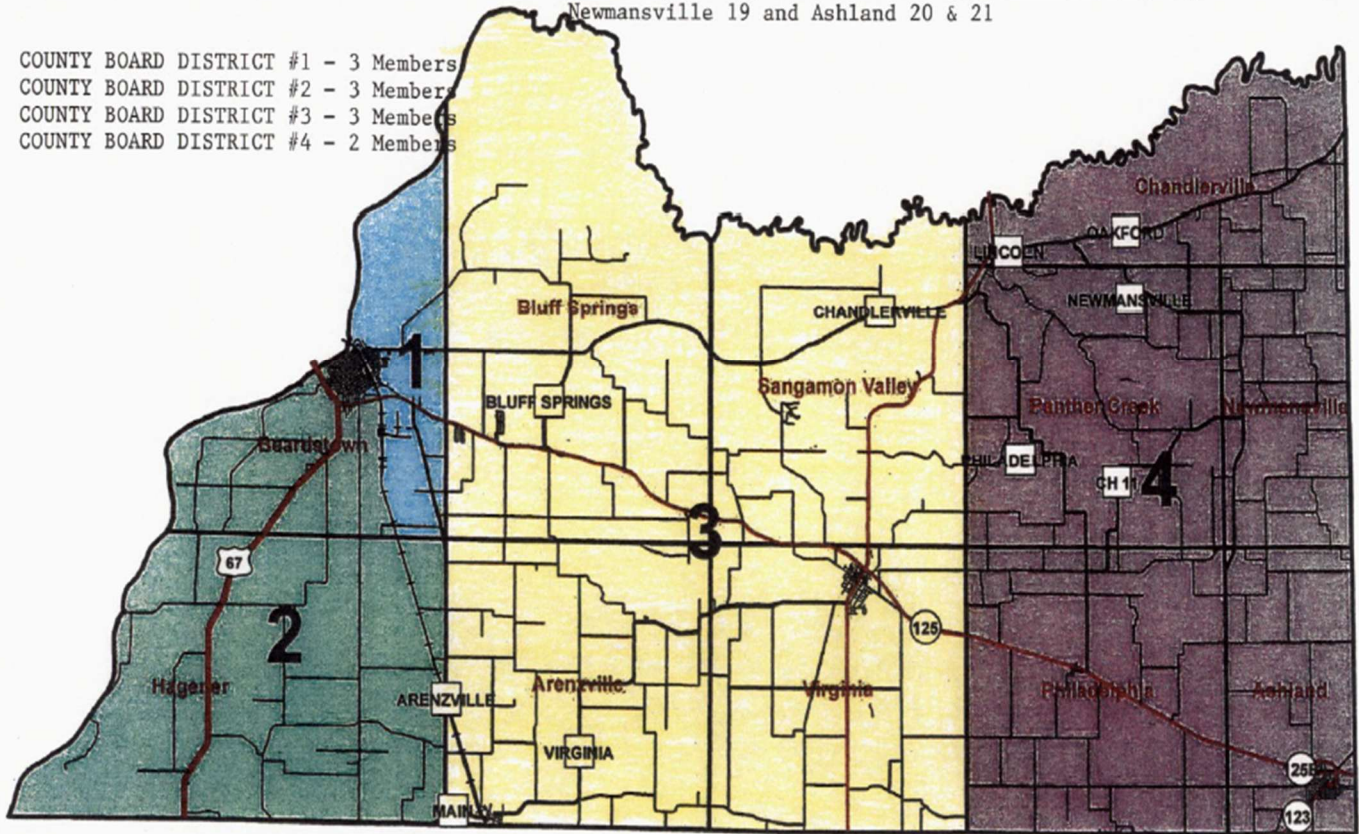 Newmansville 19 and Ashland 20 & 21
COUNTY BOARD DISTRICT #1 - 3 Members
COUNTY BOARD DISTRICT #2 - 3 Members
COUNTY BOARD DISTRICT #3 - 3 Members
COUNTY BOARD DISTRICT #4 - 2 Members
Chandlerville
OAKFORD
LINCOLN
NEWMANSVILLE
Bluff Springs
CHANDLERVILLE
1
Sangamon Valley
BLUFF SPRINGS
Panther Creek
Newmansville
Beardstown
PHILADELPHIA
CH 11
4
3
67
2
125
Hagener
ARENZVILLE
Arenzville
Virginia
Philadelphia
Ashland
VIRGINIA
MAIN
123